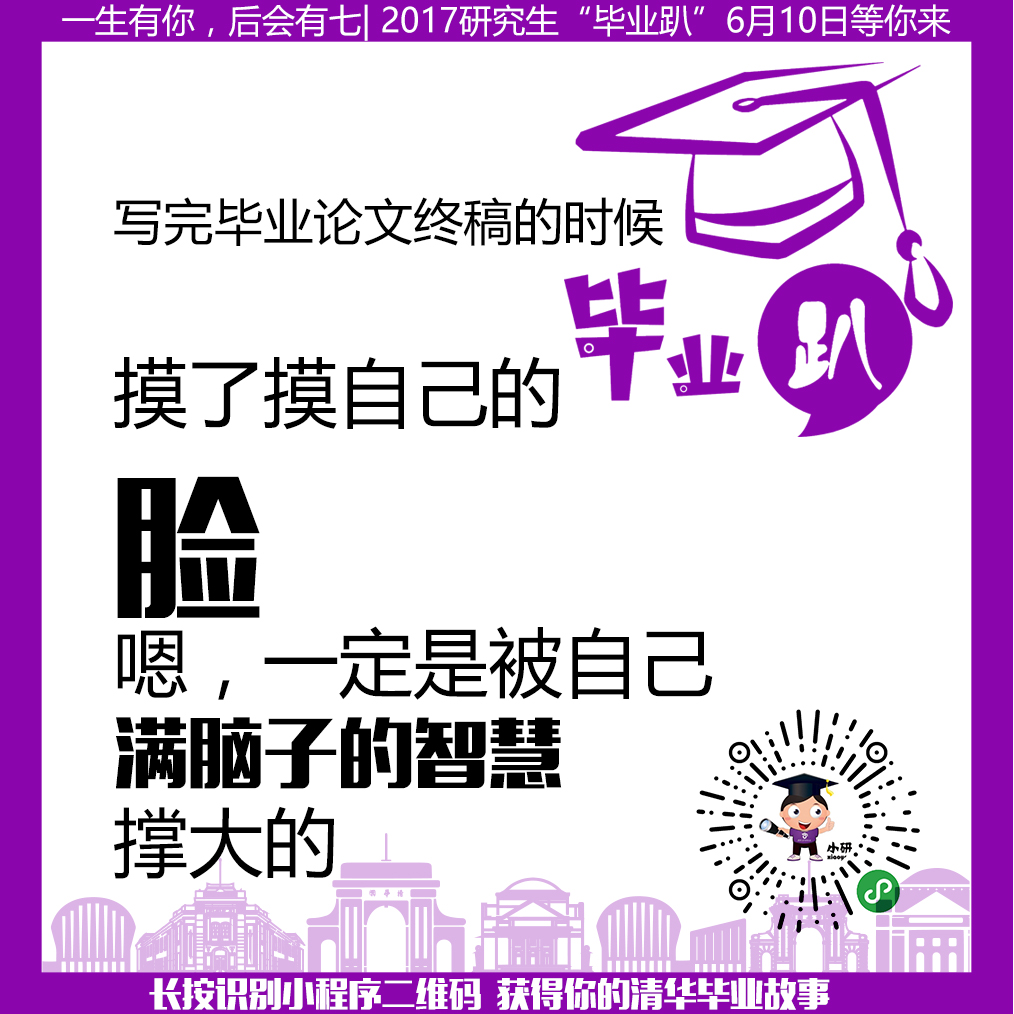 一生有你，后会有七| 2017研究生“毕业趴”6月10日等你来
写完毕业论文终稿的时候
毕业趴
摸了摸自己的
脸
嗯，一定是被自己
满脑子的智慧
撑大的
小研
长按识别小程序二维码 获得你的清华毕业故事